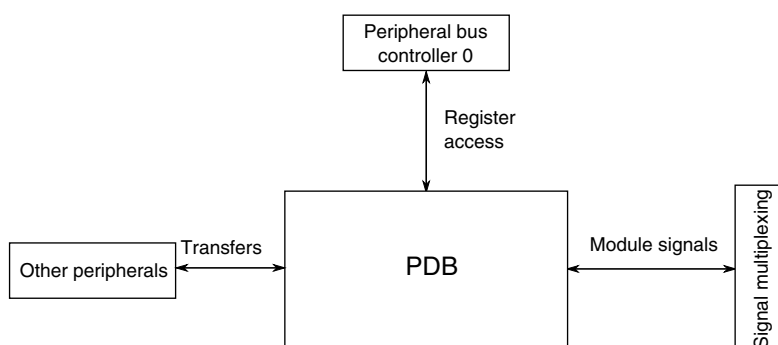 Peripheral bus
controller 0
Register
access
Transfers
Other peripherals
PDB
Module signals
Signal multiplexing